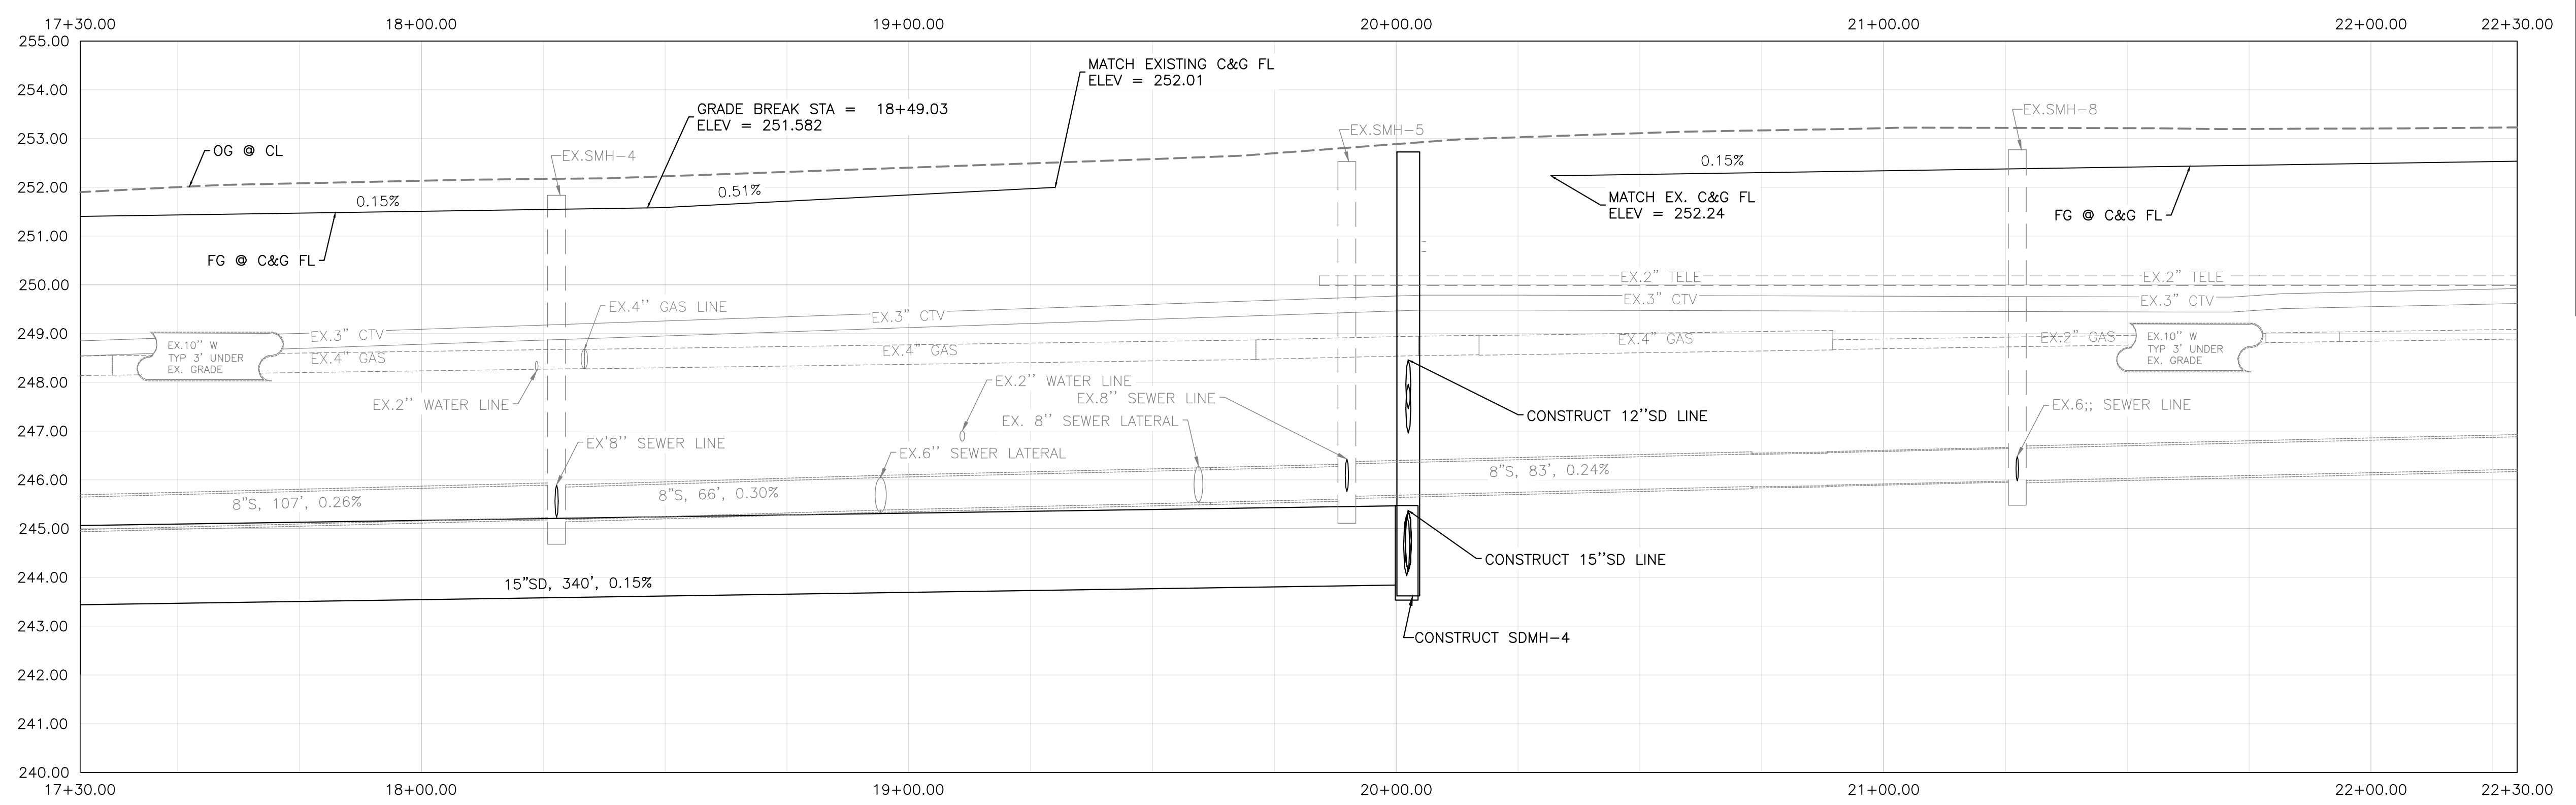 17+30.00 18+00.00 19+00.00 20+00.00 21+00.00 22+00.00 22+30.00
255.00
254.00
253.00
252.00
251.00
250.00
249.00
248.00
247.00
246.00
245.00
244.00
243.00
242.00
241.00
240.00
MATCH EXISTING C&G FL
ELEV = 252.01
GRADE BREAK STA = 18+49.03
ELEV = 251.582
EX.SMH-8
EX.SMH-5
OG @ CL
EX.SMH-4
0.15%
0.51%
0.15%
MATCH EX. C&G FL
ELEV = 252.24
FG @ C&G FL
FG @ C&G FL
EX.2" TELE
EX.2" TELE
EX.3" CTV
EX.3" CTV
EX.4'' GAS LINE
EX.3" CTV
EX.3" CTV
EX.10'' W
TYP 3' UNDER
EX. GRADE
EX.4" GAS
EX.4" GAS
EX.4" GAS
EX.2" GAS
EX.10'' W
TYP 3' UNDER
EX. GRADE
EX.2'' WATER LINE
EX.2'' WATER LINE
EX.8'' SEWER LINE
EX. 8'' SEWER LATERAL
CONSTRUCT 12''SD LINE
EX.6;; SEWER LINE
EX'8'' SEWER LINE
EX.6'' SEWER LATERAL
8"S, 107', 0.26%
8"S, 66', 0.30%
8"S, 83', 0.24%
CONSTRUCT 15''SD LINE
15"SD, 340', 0.15%
CONSTRUCT SDMH-4
17+30.00 18+00.00 19+00.00 20+00.00 21+00.00 22+00.00 22+30.00